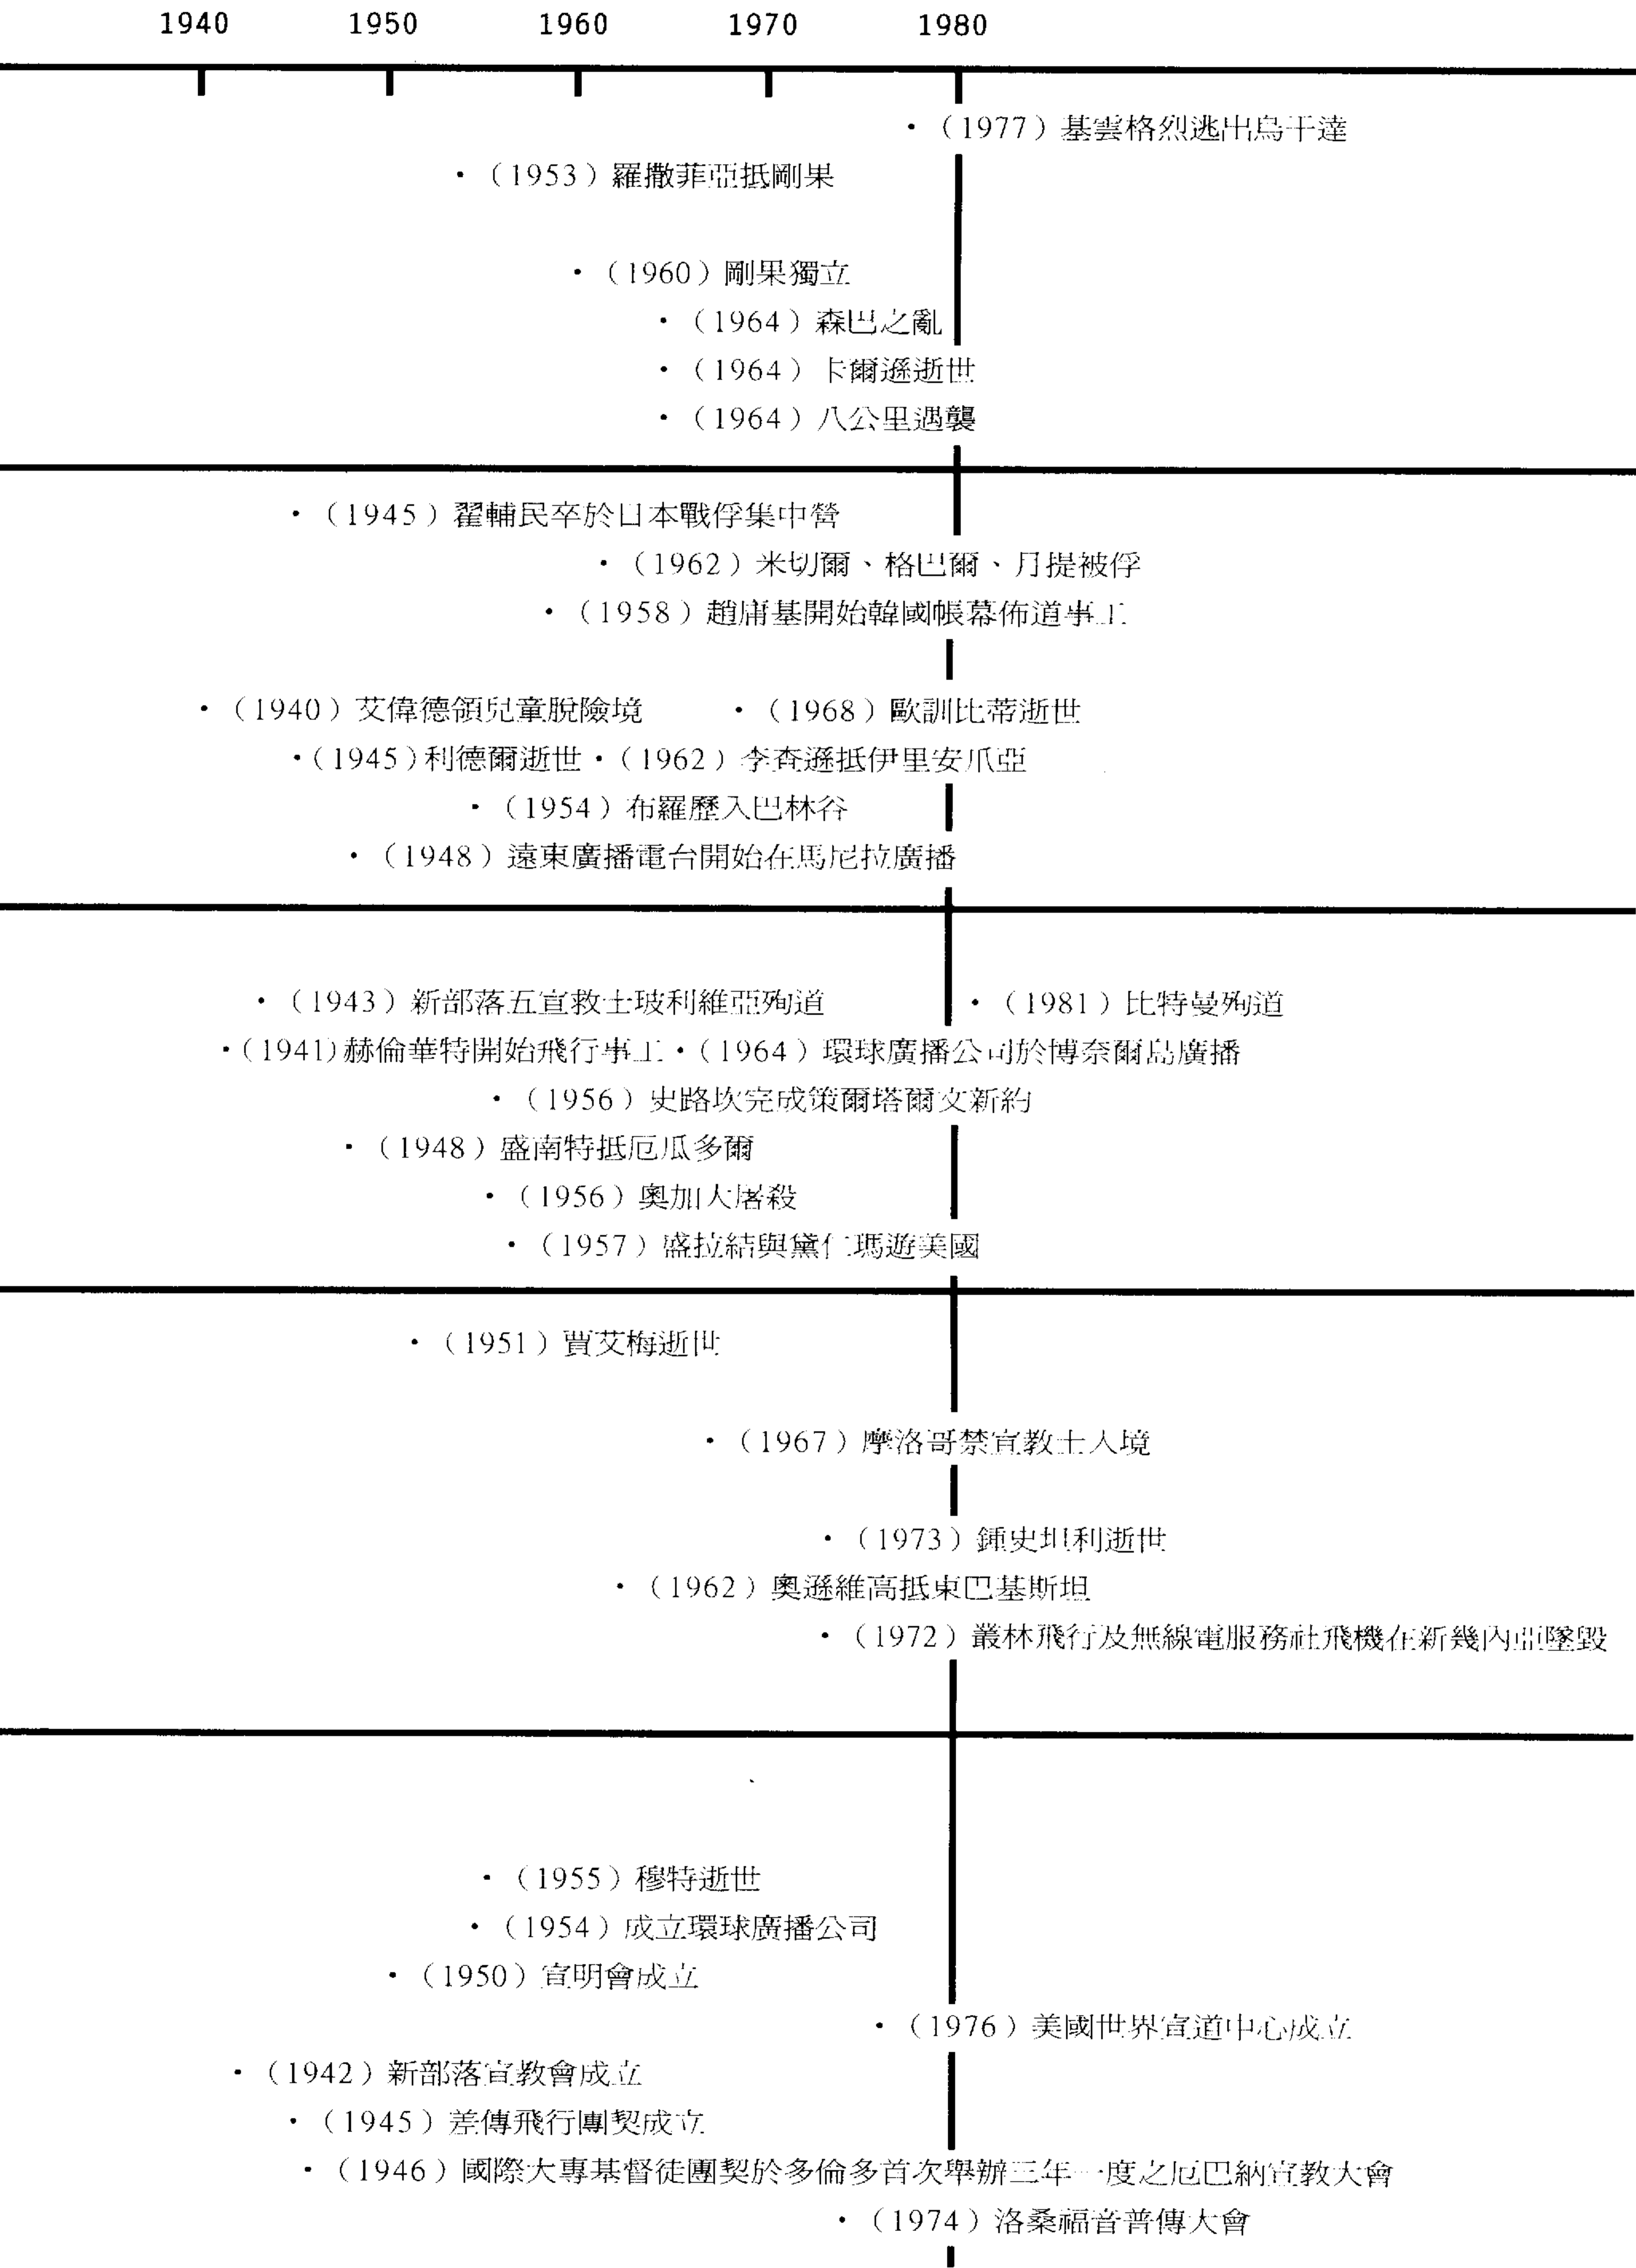 1940 1950 1960 1970 1980
・（1977）基雲格烈逃出烏干達
・（1953）羅撒菲亞抵剛果
・（1960）剛果獨立
・（1964）森巴之亂
・（1964）卡爾遜逝世
・（1964）八公里遇襲
・（1945）翟輔民卒於日本戰俘集中營
・（1962）米切爾、格巴爾、月提被俘
・（1958）趙庸基開始韓國帳幕佈道事工
・（1940）艾偉德領兒童脫險境 ・（1968）歐訓比蒂逝世
・（1945）利德爾逝世・（1962）李查遜抵伊里安爪亞
・（1954）布羅歷入巴林谷
・（1948）遠東廣播電台開始在馬尼拉廣播
・（1943）新部落五宣教士玻利維亞殉道 ・（1981）比特曼殉道
・（1941）赫倫華特開始飛行事工・（1964）環球廣播公司於博奈爾島廣播
・（1956）史路坎完成策爾塔爾文新約
・（1948）盛南特抵厄瓜多爾
・（1956）奧加人屠殺
・（1957）盛拉結與黛仁瑪遊美國
・（1951）賈艾梅逝世
・（1967）摩洛哥禁宣教士入境
・（1973）鍾史坦利逝世
・（1962）奧遜維高抵東巴基斯坦
・（1972）叢林飛行及無線電服務社飛機在新幾內亞墜毀
・（1955）穆特逝世
・（1954）成立環球廣播公司
・（1950）宣明會成立
・（1976）美國世界宣道中心成立
・（1942）新部落宣教會成立
・（1945）差傳飛行團契成立
・（1946）國際大專基督徒團契於多倫多首次舉辦三年一度之厄巴納宣教大會
・（1974）洛桑福音普傳大會